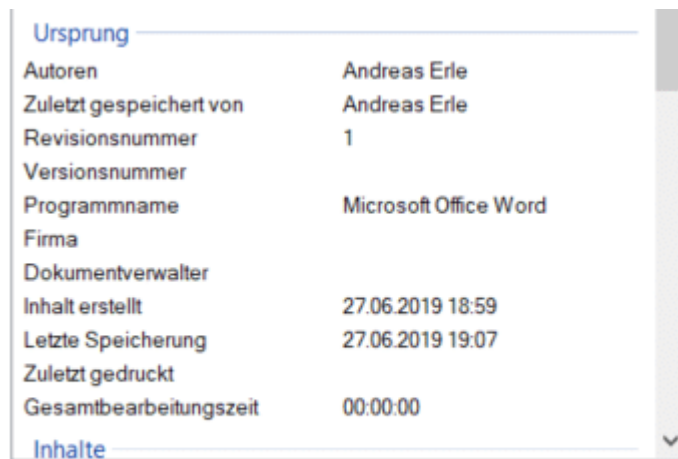 Ursprung
Autoren Andreas Erle
Zuletzt gespeichert von Andreas Erle
Revisionsnummer 1
Versionsnummer
Programmname Microsoft Office Word
Firma
Dokumentverwalter
Inhalt erstellt 27.06.2019 18:59
Letzte Speicherung 27.06.2019 19:07
Zuletzt gedruckt
Gesamtbearbeitungszeit 00:00:00
Inhalte